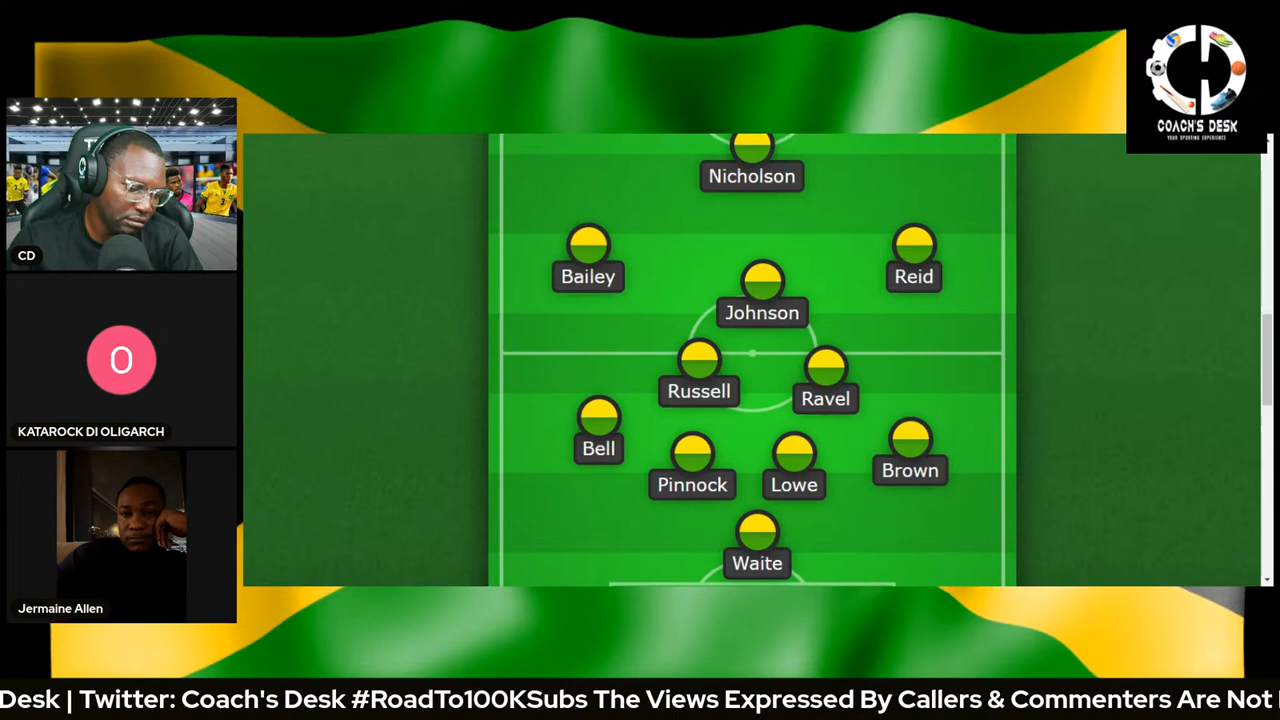 COACH'S DESK
YOUR SPORTING EXPERIENCE
CD
O
KATAROCK DI OLIGARCH
Jermaine Allen
Nicholson
Bailey
Reid
Johnson
Russell
Ravel
Bell
Brown
Pinnock
Lowe
Waite
Desk | Twitter: Coach's Desk #RoadTo100KSubs The Views Expressed By Callers & Commenters Are Not